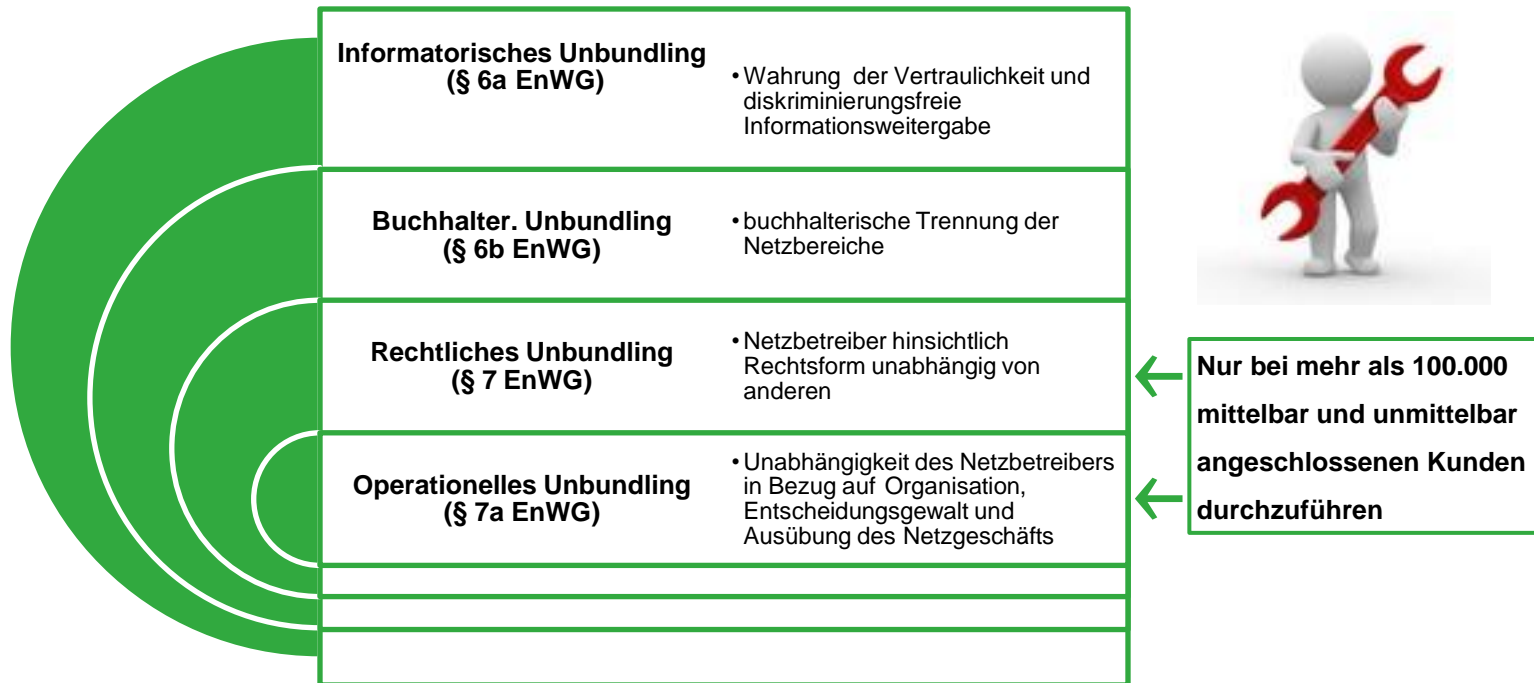 Informatorisches Unbundling
(§ 6a EnWG)
• Wahrung der Vertraulichkeit und
diskriminierungsfreie
Informationsweitergabe
Buchhalter. Unbundling
(§ 6b EnWG)
• buchhalterische Trennung der
Netzbereiche
Rechtliches Unbundling
(§ 7 EnWG)
• Netzbetreiber hinsichtlich
Rechtsform unabhängig von
anderen
Operationelles Unbundling
(§ 7a EnWG)
• Unabhängigkeit des Netzbetreibers
in Bezug auf Organisation,
Entscheidungsgewalt und
Ausübung des Netzgeschäfts
Nur bei mehr als 100.000
mittelbar und unmittelbar
angeschlossenen Kunden
durchzuführen